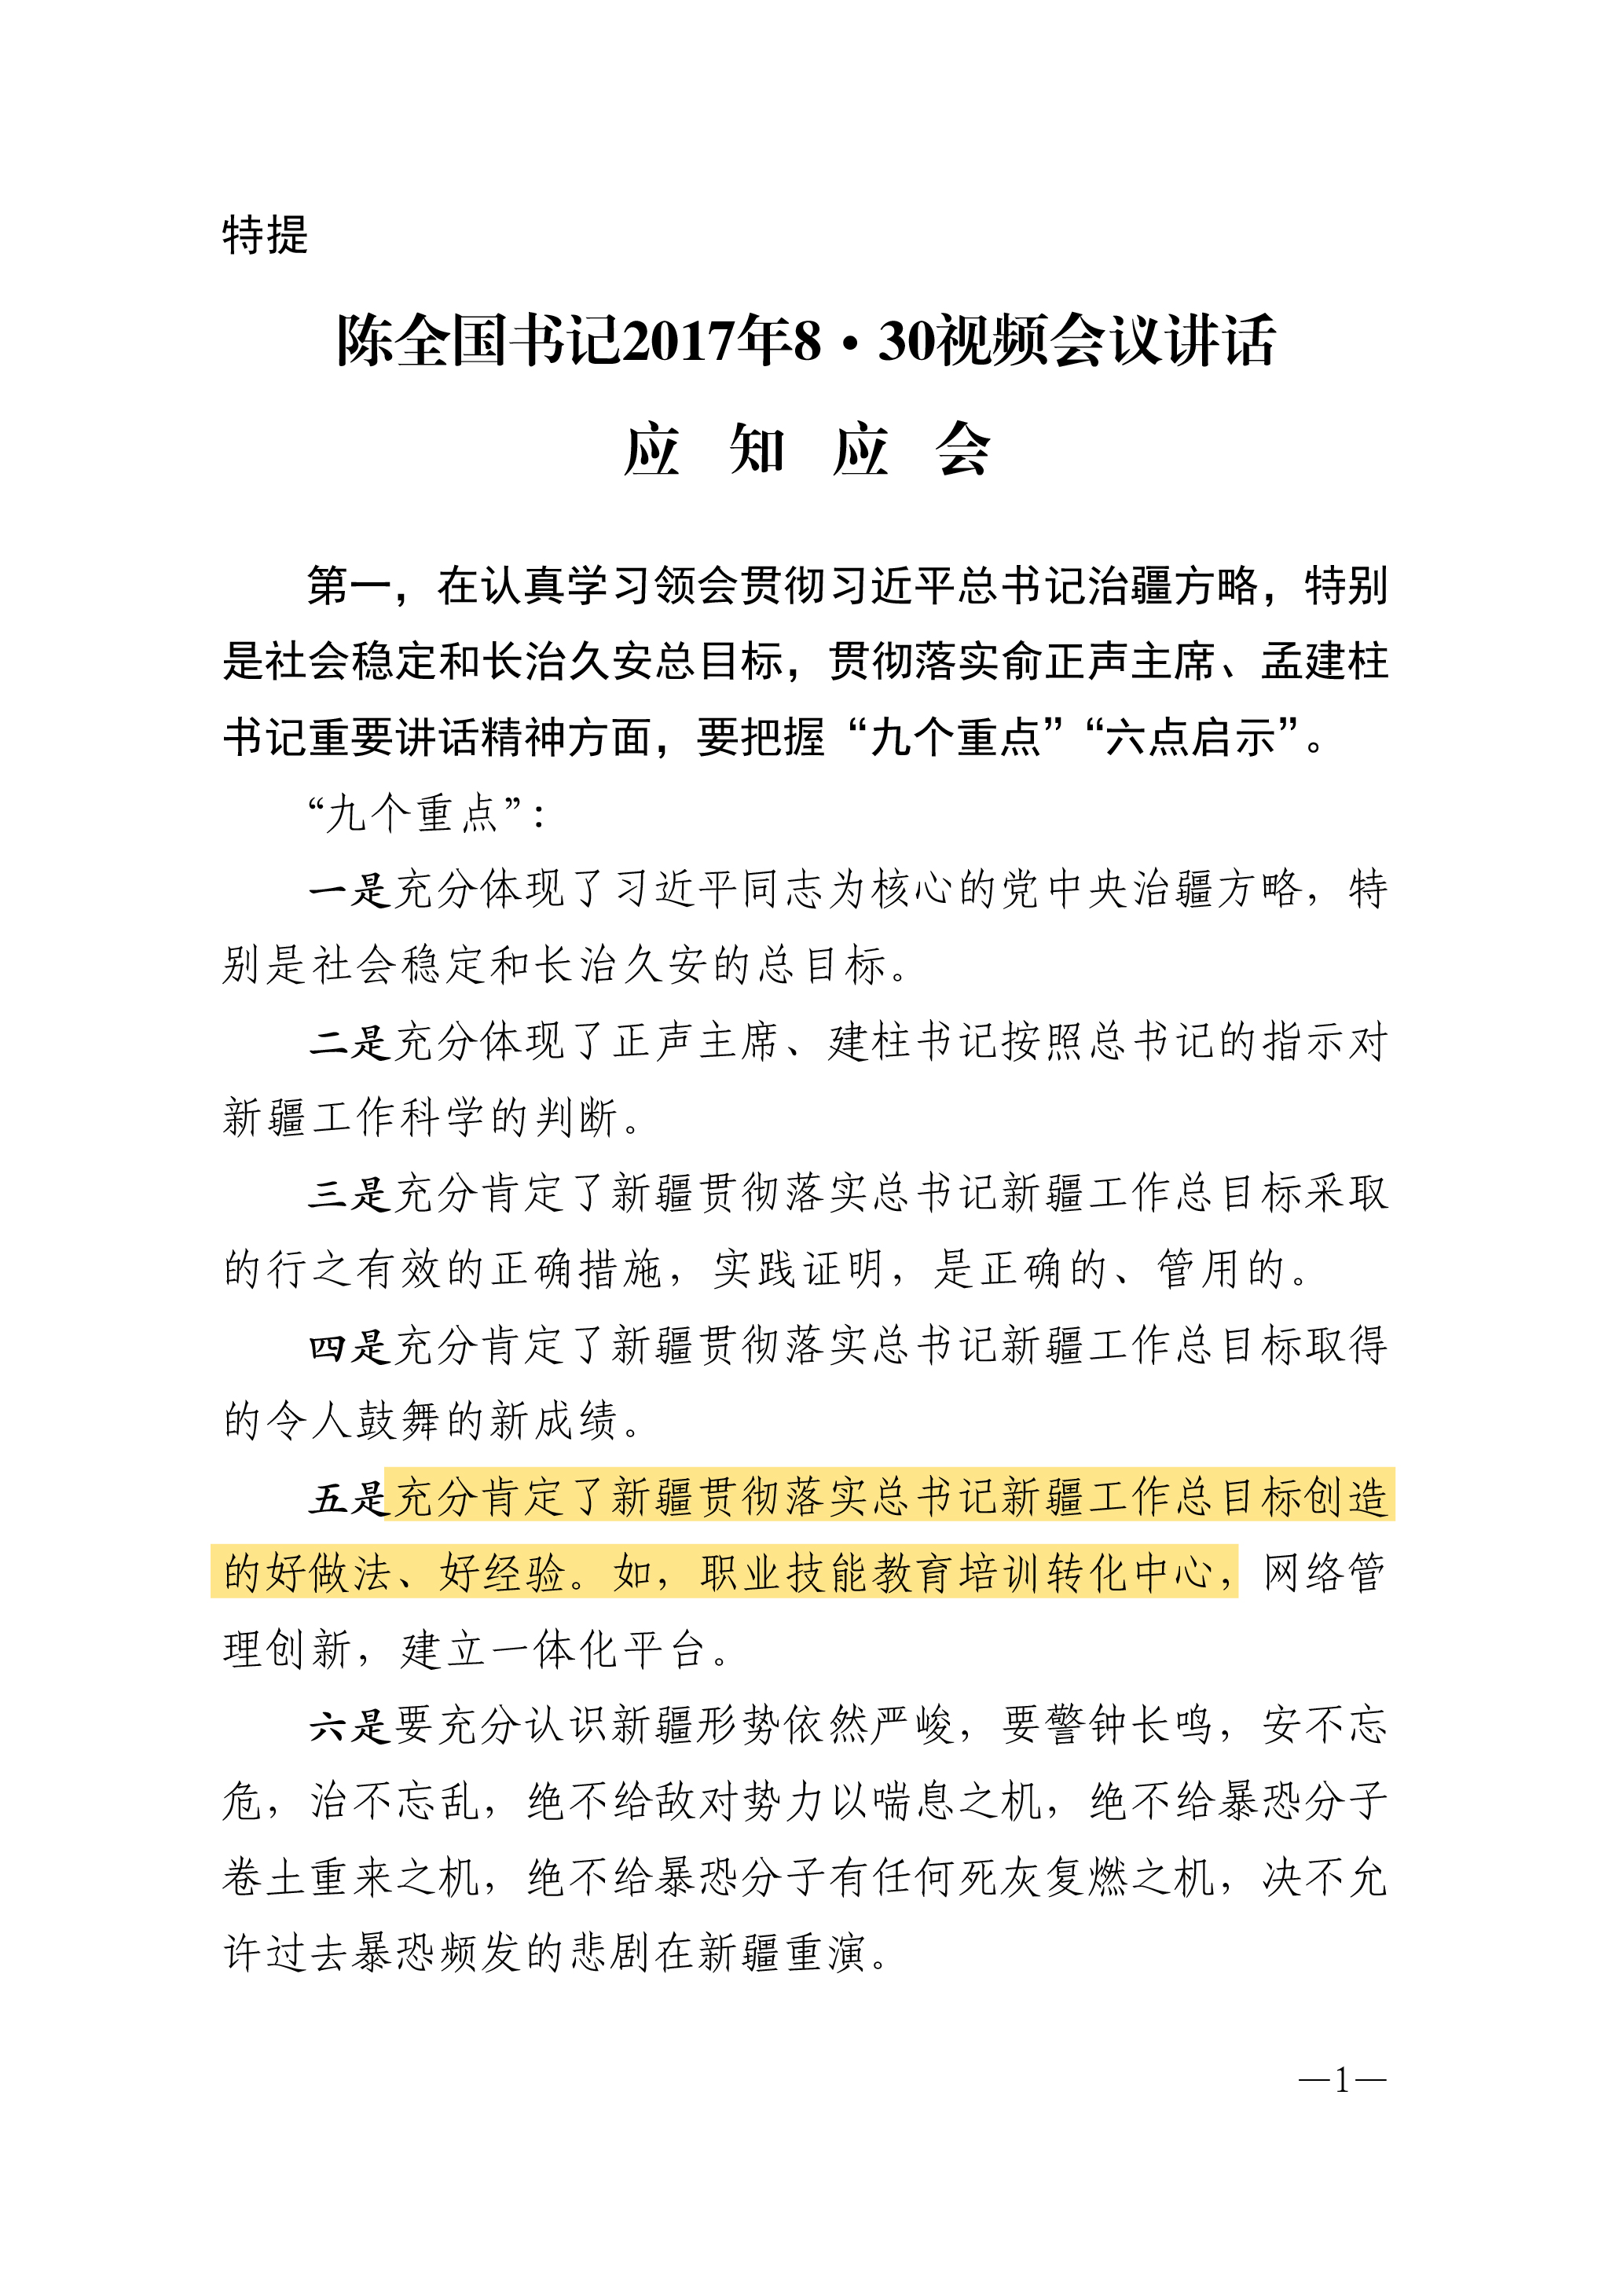 特提
陈全国书记2017年8·30视频会议讲话
应 知 应 会
第一，在认真学习领会贯彻习近平总书记治疆方略，特别
是社会稳定和长治久安总目标，贯彻落实俞正声主席、孟建柱
书记重要讲话精神方面，要把握“九个重点”“六点启示”。
“九个重点”：
一是充分体现了习近平同志为核心的党中央治疆方略，特
别是社会稳定和长治久安的总目标。
二是充分体现了正声主席、建柱书记按照总书记的指示对
新疆工作科学的判断。
三是充分肯定了新疆贯彻落实总书记新疆工作总目标采取
的行之有效的正确措施，实践证明，是正确的、管用的。
四是充分肯定了新疆贯彻落实总书记新疆工作总目标取得
的令人鼓舞的新成绩。
五是充分肯定了新疆贯彻落实总书记新疆工作总目标创造
的好做法、好经验。如，职业技能教育培训转化中心，网络管
理创新，建立一体化平台。
六是要充分认识新疆形势依然严峻，要警钟长鸣，安不忘
危，治不忘乱，绝不给敌对势力以喘息之机，绝不给暴恐分子
卷土重来之机，绝不给暴恐分子有任何死灰复燃之机，决不允
许过去暴恐频发的悲剧在新疆重演。
—1—